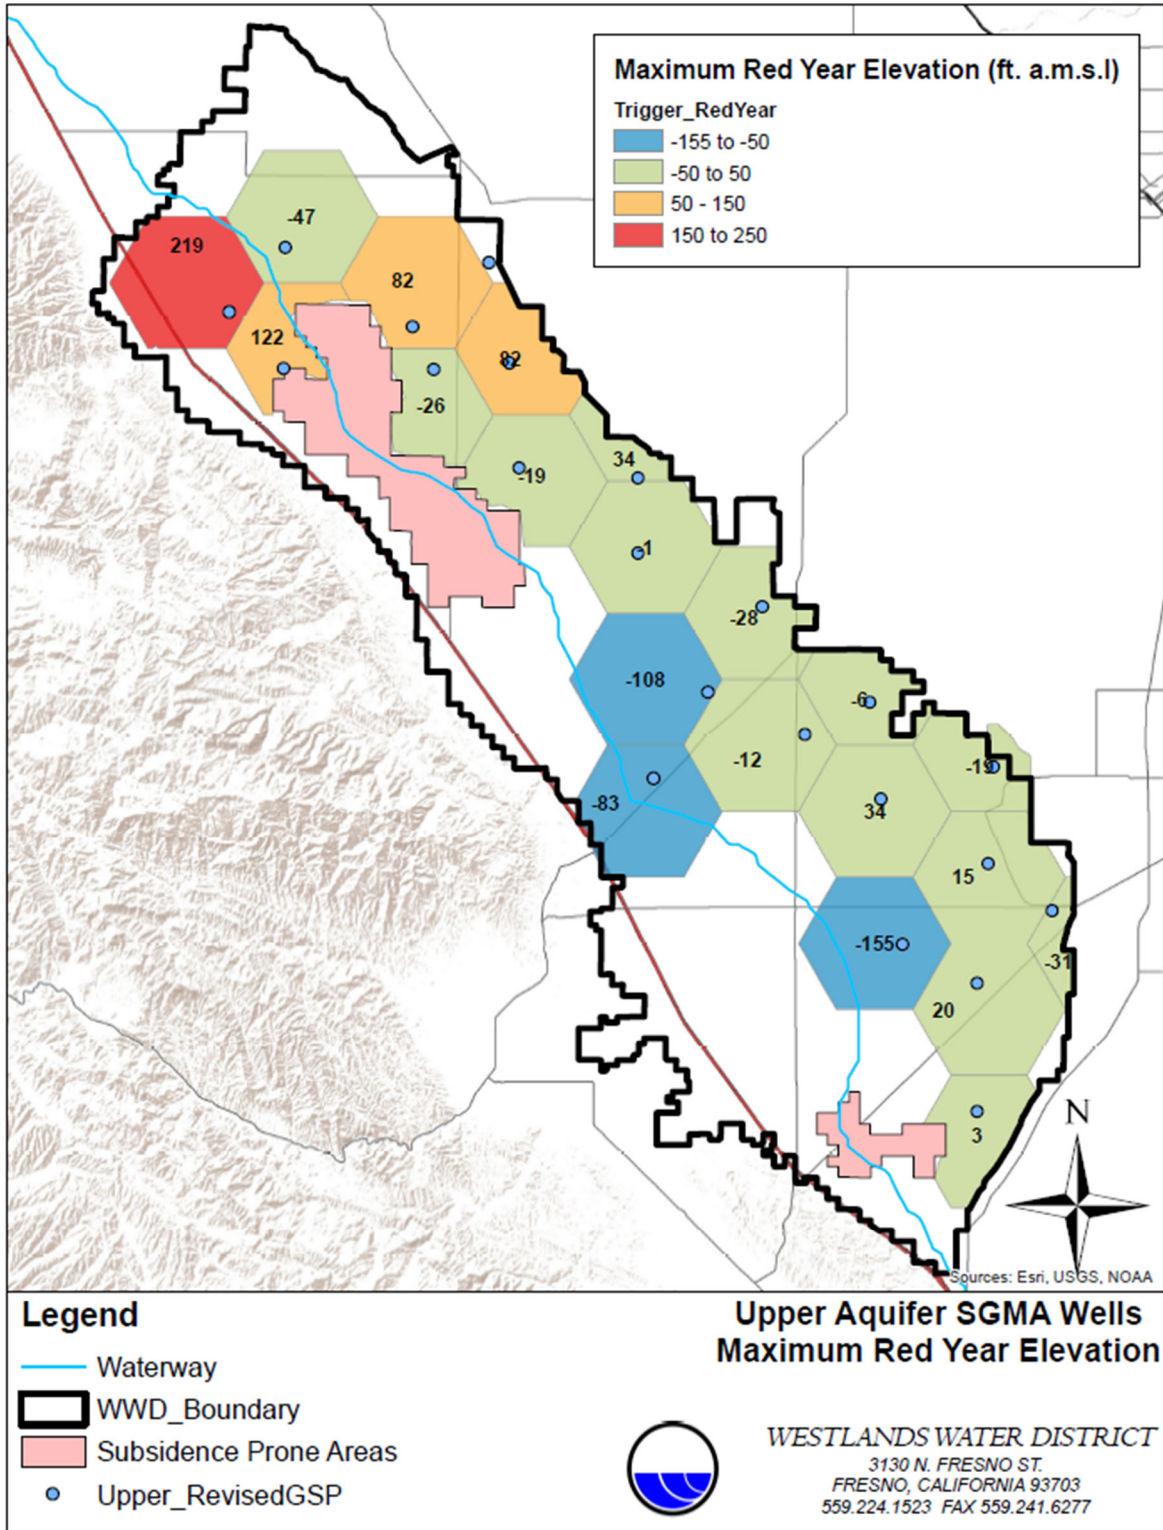 Maximum Red Year Elevation (ft. a.m.s.l)
Trigger_RedYear
-155 to -50
-50 to 50
50 - 150
150 to 250
-47
219
82
122
82
-26
34
-19
-1
-28
-108
-6
-12
-19
-83
34
15
-155
-31
20
3
N
Sources: Esri, USGS, NOAA
Legend
Waterway
WWD_Boundary
Subsidence Prone Areas
Upper_RevisedGSP
Upper Aquifer SGMA Wells
Maximum Red Year Elevation
WESTLANDS WATER DISTRICT
3130 N. FRESNO ST.
FRESNO, CALIFORNIA 93703
559.224.1523 FAX 559.241.6277